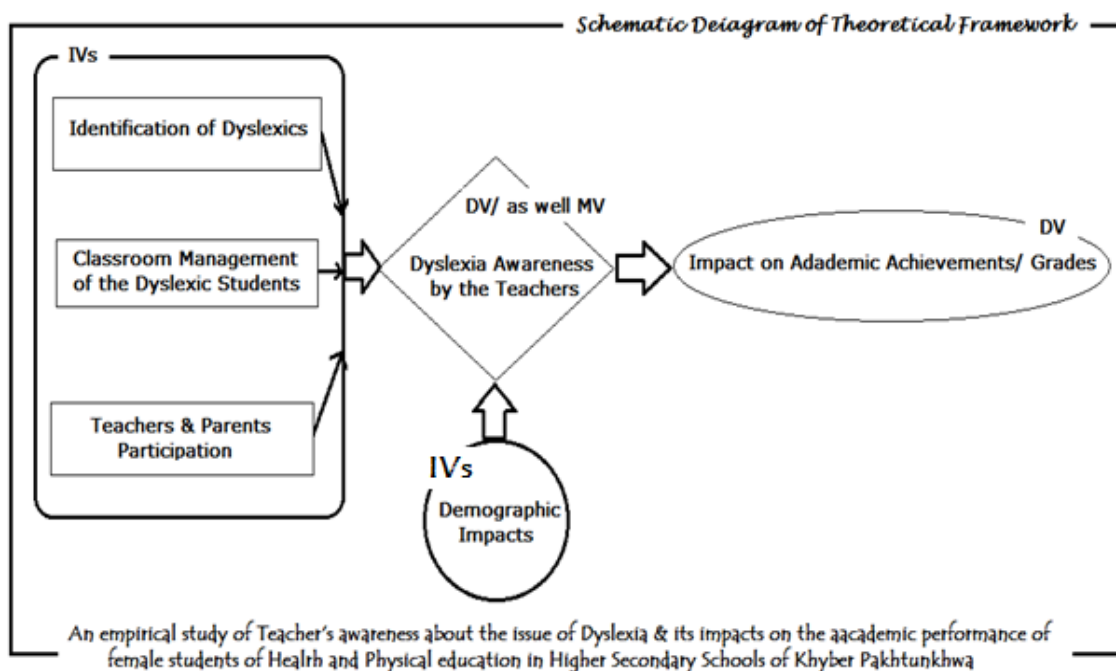 Schematic Deiagram of Theoretical Framework
IVs
Identification of Dyslexics
Classroom Management
of the Dyslexic Students
Teachers & Parents
Participation
DV/ as well MV
Dyslexia Awareness
by the Teachers
DV
Impact on Adademic Achievements/ Grades
IVs
Demographic
Impacts
An empirical study of Teacher's awareness about the issue of Dyslexia & its impacts on the aacademic performance of
female students of Healrh and Physical education in Higher Secondary Schools of Khyber Pakhtunkhwa